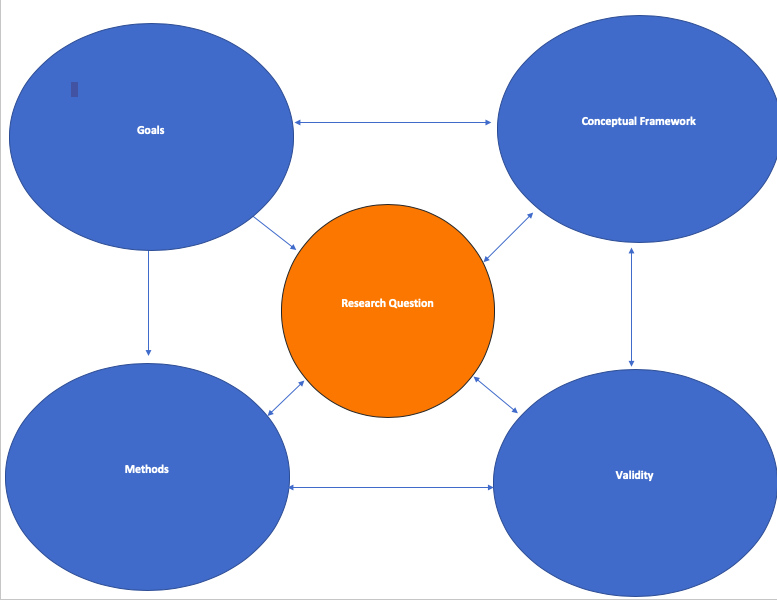 Goals
Conceptual Framework
Research Question
Methods
Validity